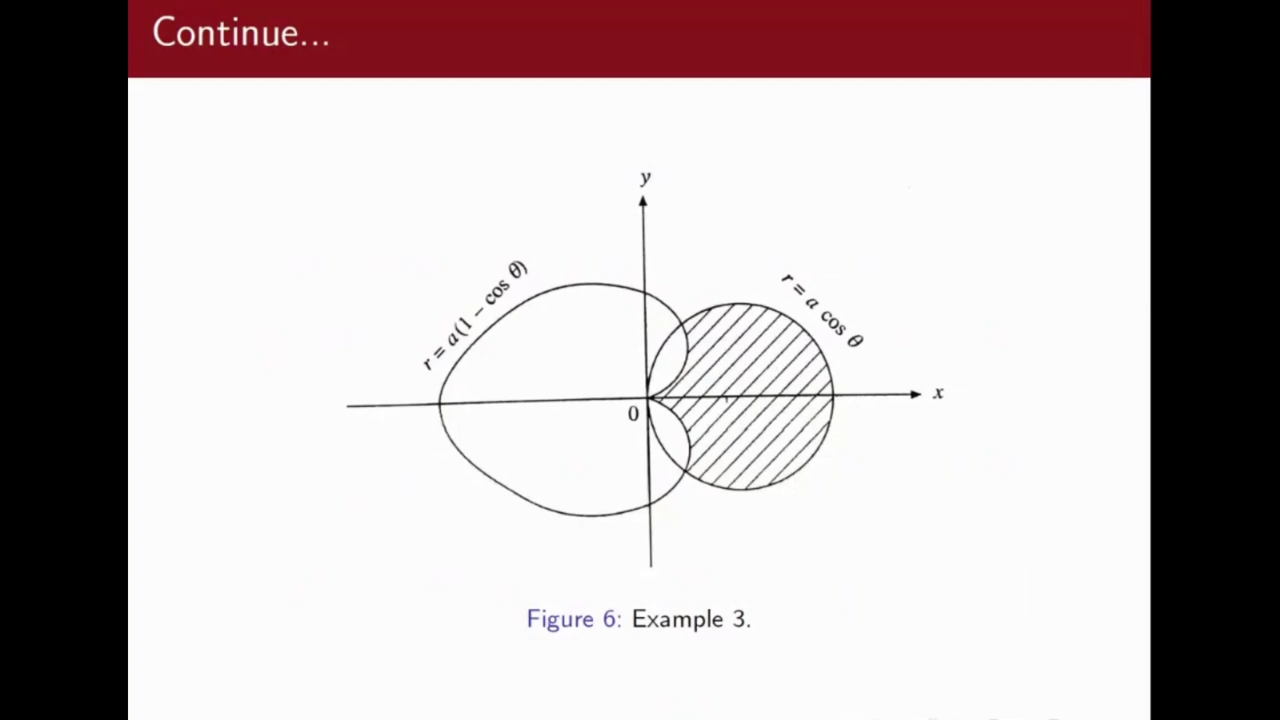 Continue...
y
r = a(1 – cos θ)
r = a cos θ
x
0
Figure 6: Example 3.